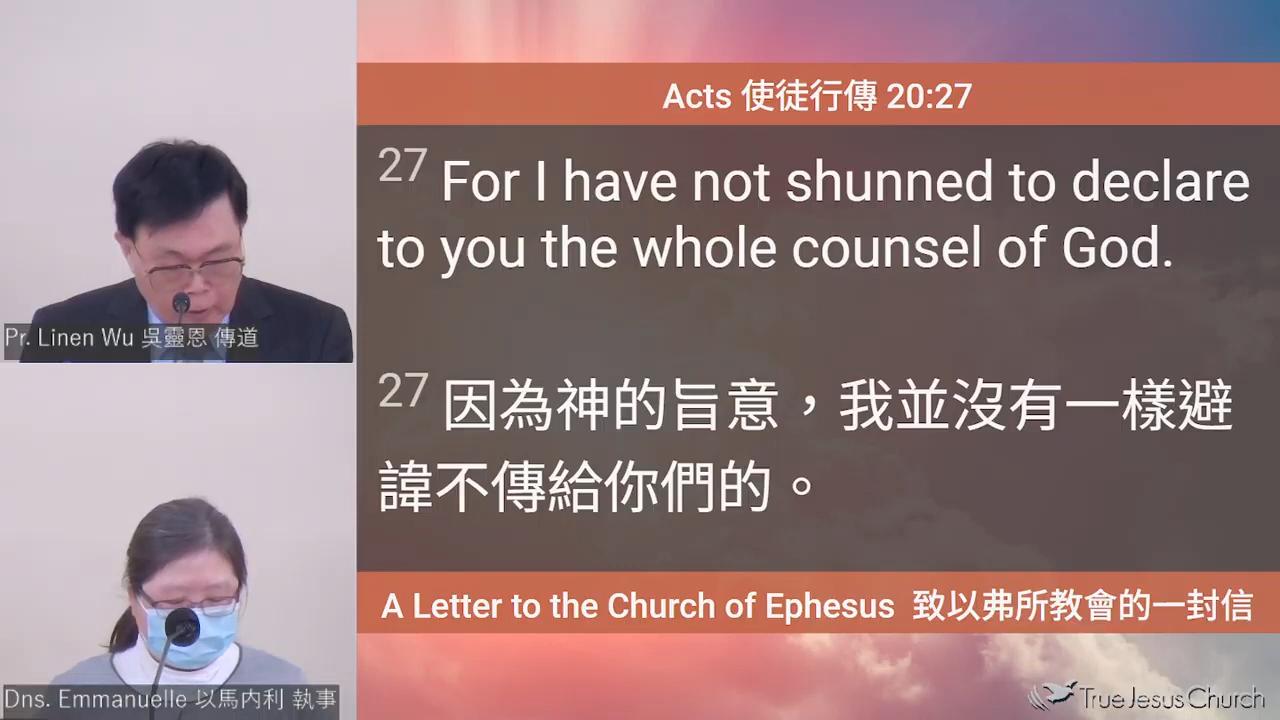 Acts 使徒行傳 20:27
27 For I have not shunned to declare
to you the whole counsel of God.
27 因為神的旨意，我並沒有一樣避
諱不傳給你們的。
A Letter to the Church of Ephesus 致以弗所教會的一封信
Pr. Linen Wu 吳靈恩 傳道
Dns. Emmanuelle 以馬內利 執事
True Jesus Church